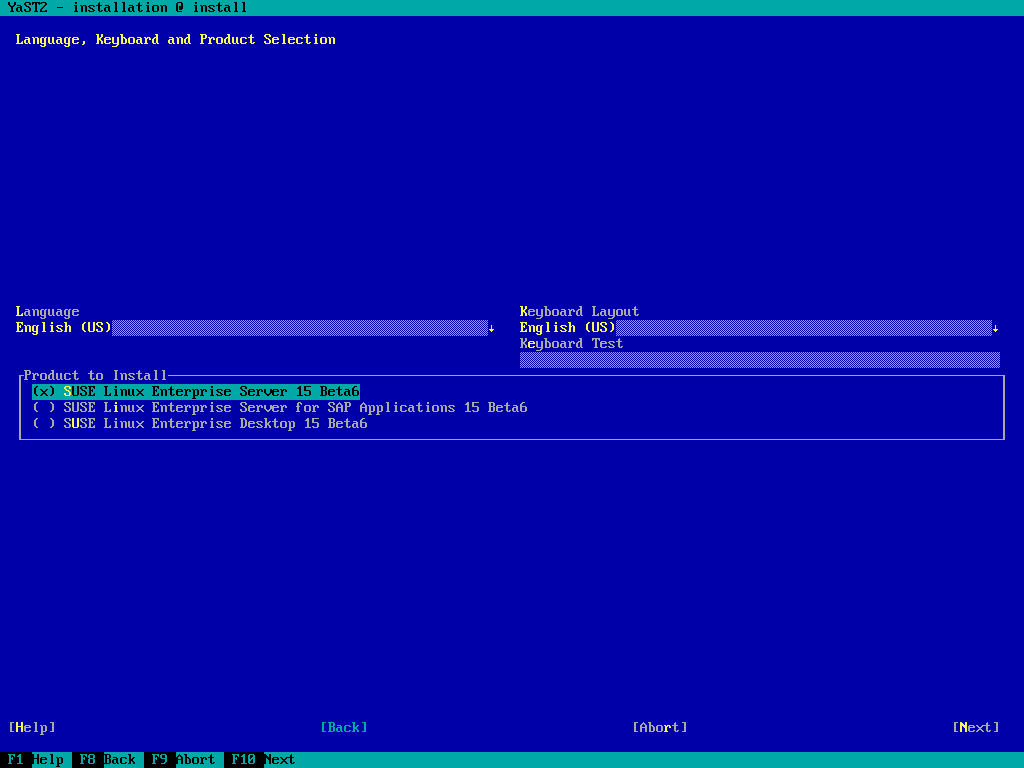 YaST2 - installation @ install
Language, Keyboard and Product Selection
Language
English (US)↓
Keyboard Layout
English (US)↓
Keyboard Test
Product to Install
(x) SUSE Linux Enterprise Server 15 Beta6
( ) SUSE Linux Enterprise Server for SAP Applications 15 Beta6
( ) SUSE Linux Enterprise Desktop 15 Beta6
[Help] [Back] [Abort] [Next]
F1 Help F8 Back F9 Abort F10 Next